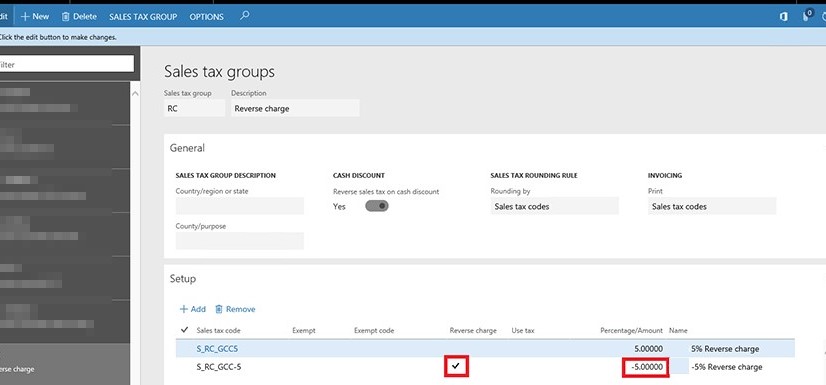 dit + New Delete SALES TAX GROUP OPTIONS 0
Click the edit button to make changes.
ilter
Sales tax groups
Sales tax group Description
RC Reverse charge
General
SALES TAX GROUP DESCRIPTION CASH DISCOUNT SALES TAX ROUNDING RULE INVOICING
Country/region or state Reverse sales tax on cash discount Rounding by Print
Yes Sales tax codes Sales tax codes
County/purpose
Setup
+ Add Remove
Sales tax code Exempt Exempt code Reverse charge Use tax Percentage/Amount Name
S_RC_GCC5 5.00000 5% Reverse charge
S_RC_GCC-5 -5.00000 -5% Reverse charge
erse charge